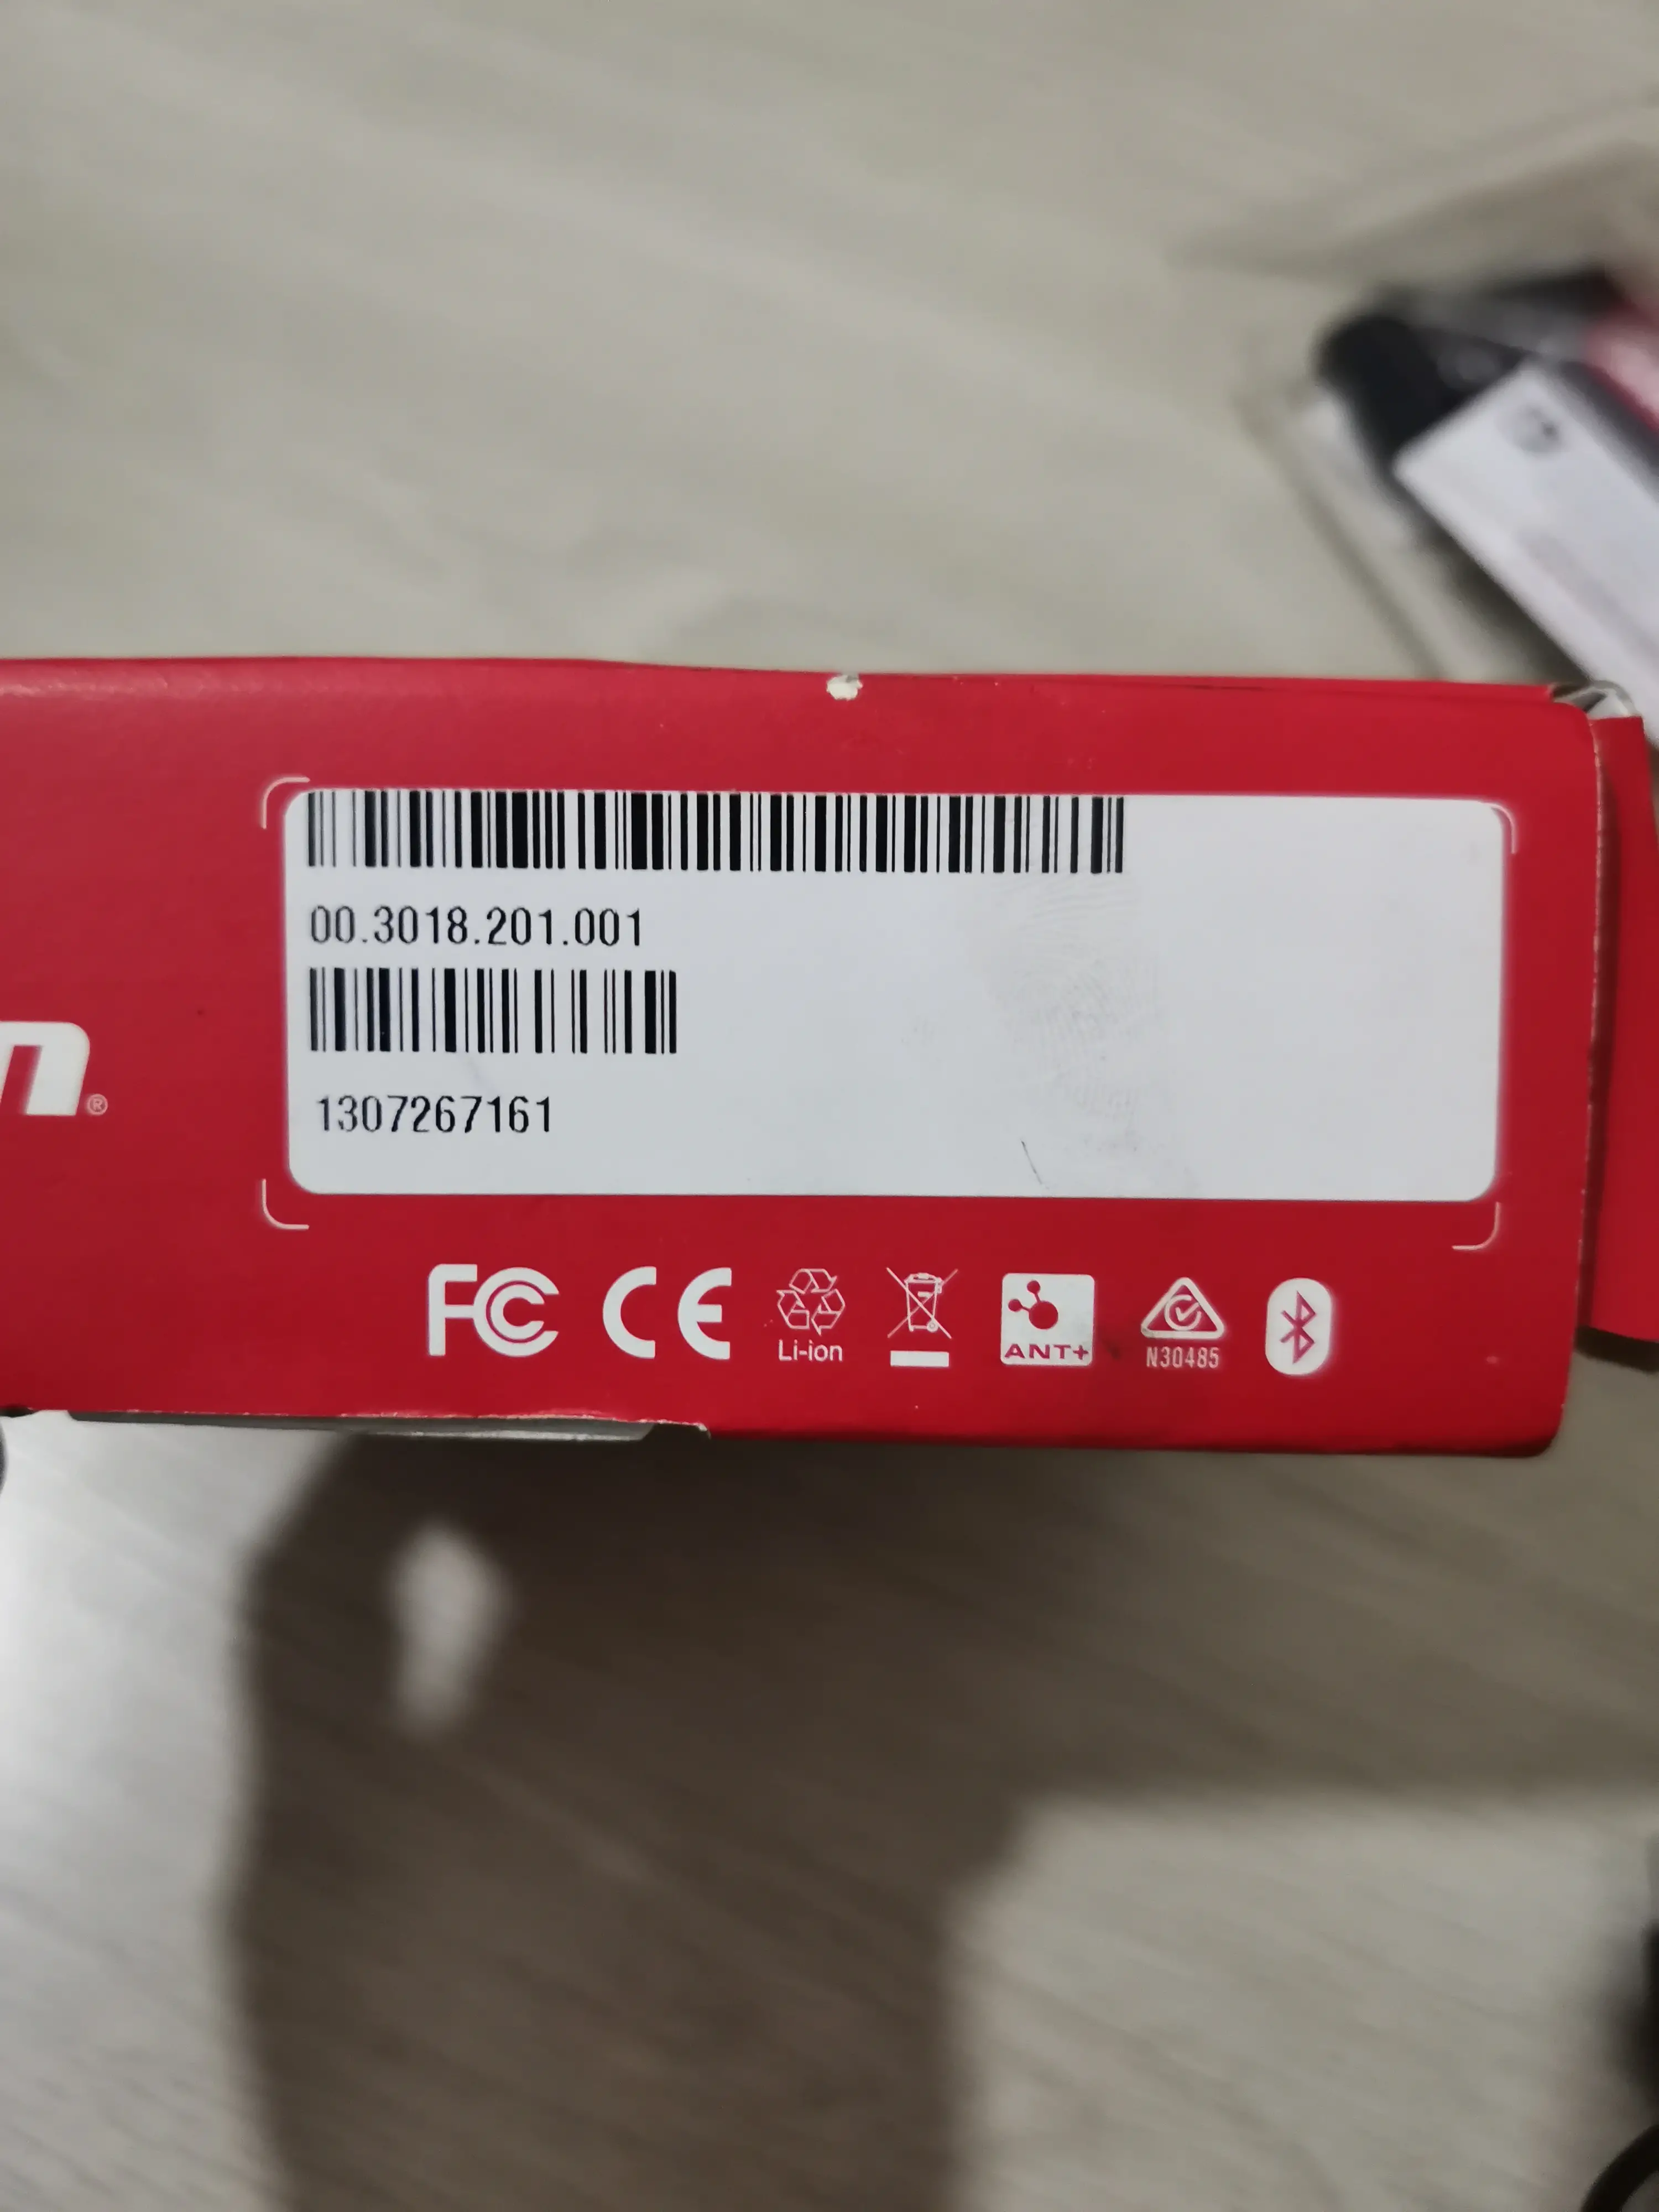 00.3018.201.001
n®
1307267161
FC CE Li-ion ANT+ N30485